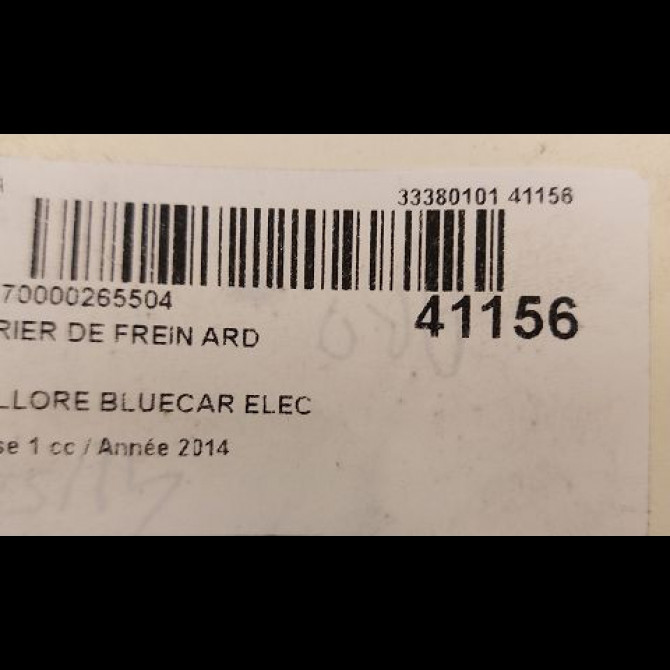 33380101 41156
70000265504
41156
RIER DE FREIN ARD
LLORE BLUECAR ELEC
se 1 cc / Année 2014